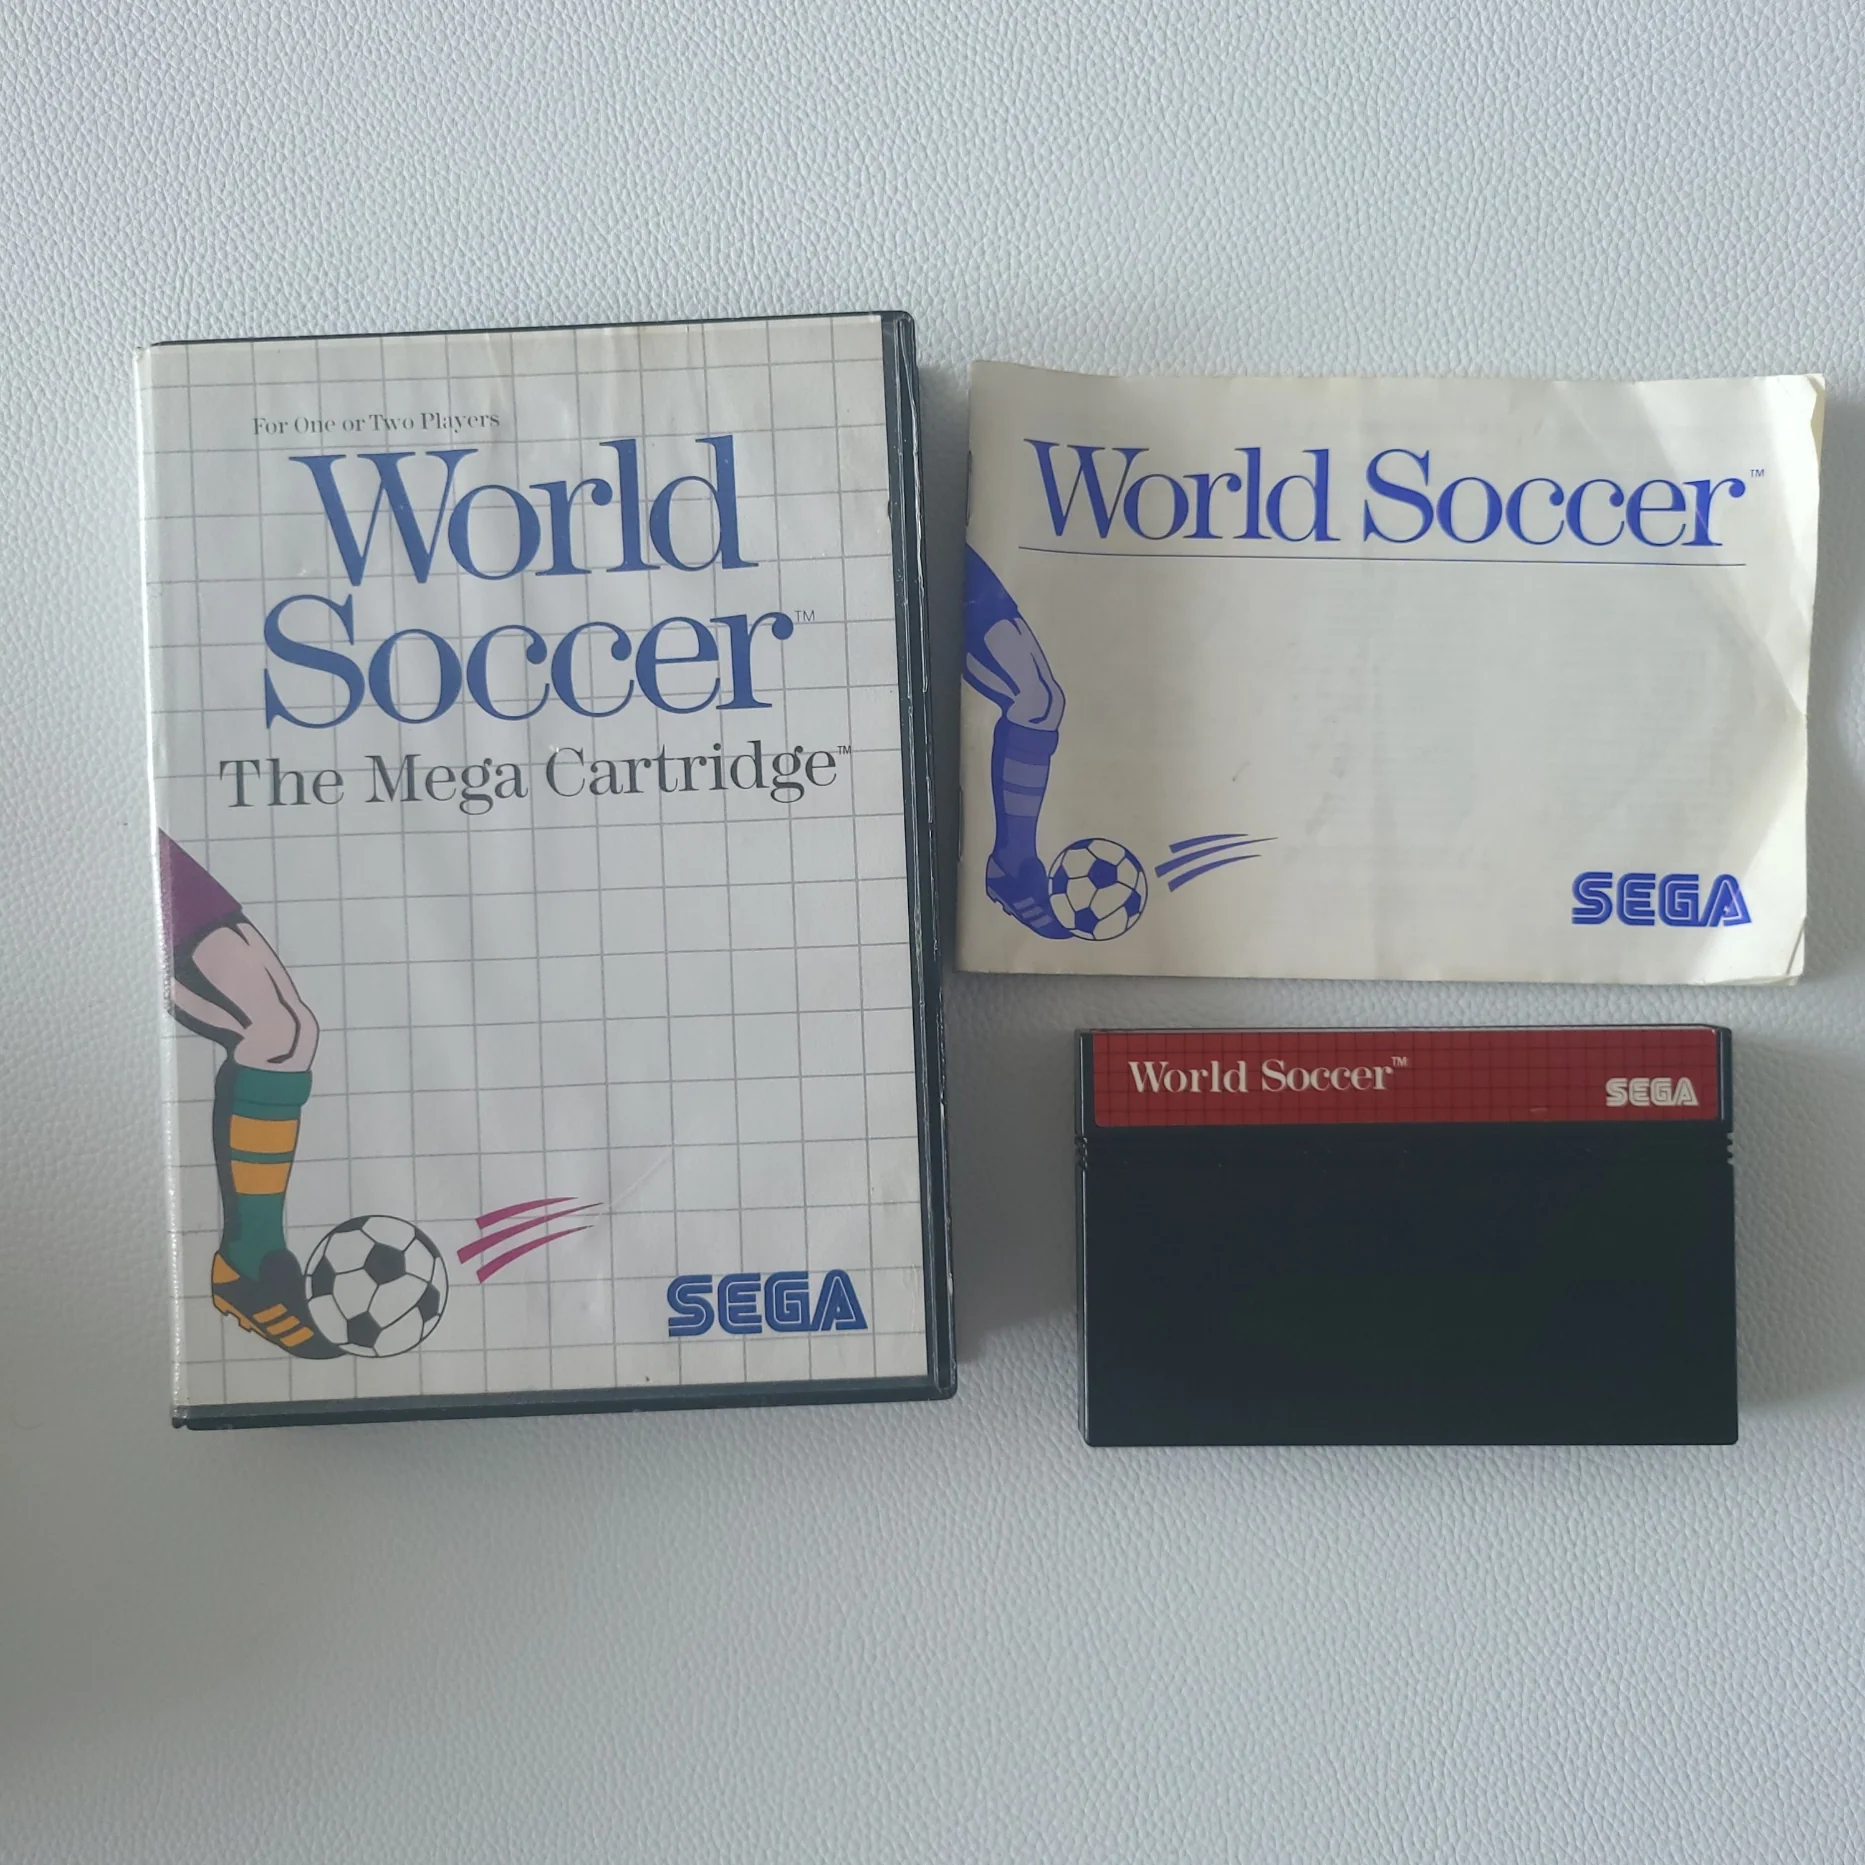 For One or Two Players
World
Soccer™
The Mega Cartridge™
SEGA
World Soccer™
SEGA
World Soccer™
SEGA